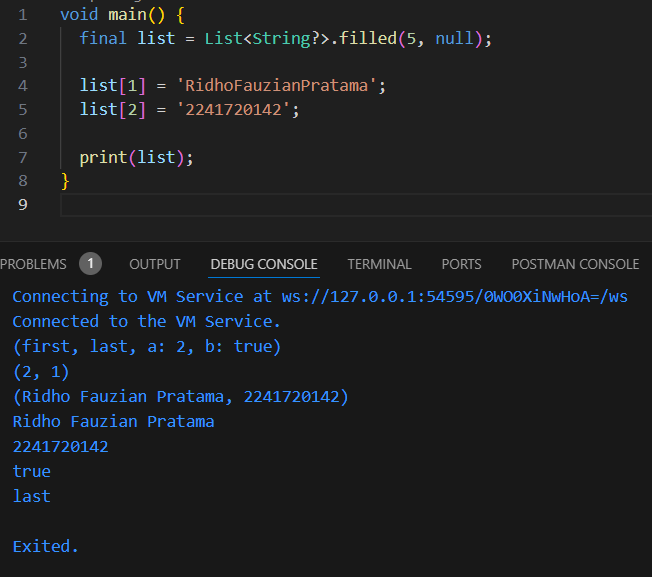 1 void main() {
2 final list = List<String?>.filled(5, null);
3
4 list[1] = 'RidhoFauzianPratama';
5 list[2] = '2241720142';
6
7 print(list);
8 }
9
PROBLEMS 1 OUTPUT DEBUG CONSOLE TERMINAL PORTS POSTMAN CONSOLE
Connecting to VM Service at ws://127.0.0.1:54595/0WO0XiNwHoA=/ws
Connected to the VM Service.
(first, last, a: 2, b: true)
(2, 1)
(Ridho Fauzian Pratama, 2241720142)
Ridho Fauzian Pratama
2241720142
true
last
Exited.